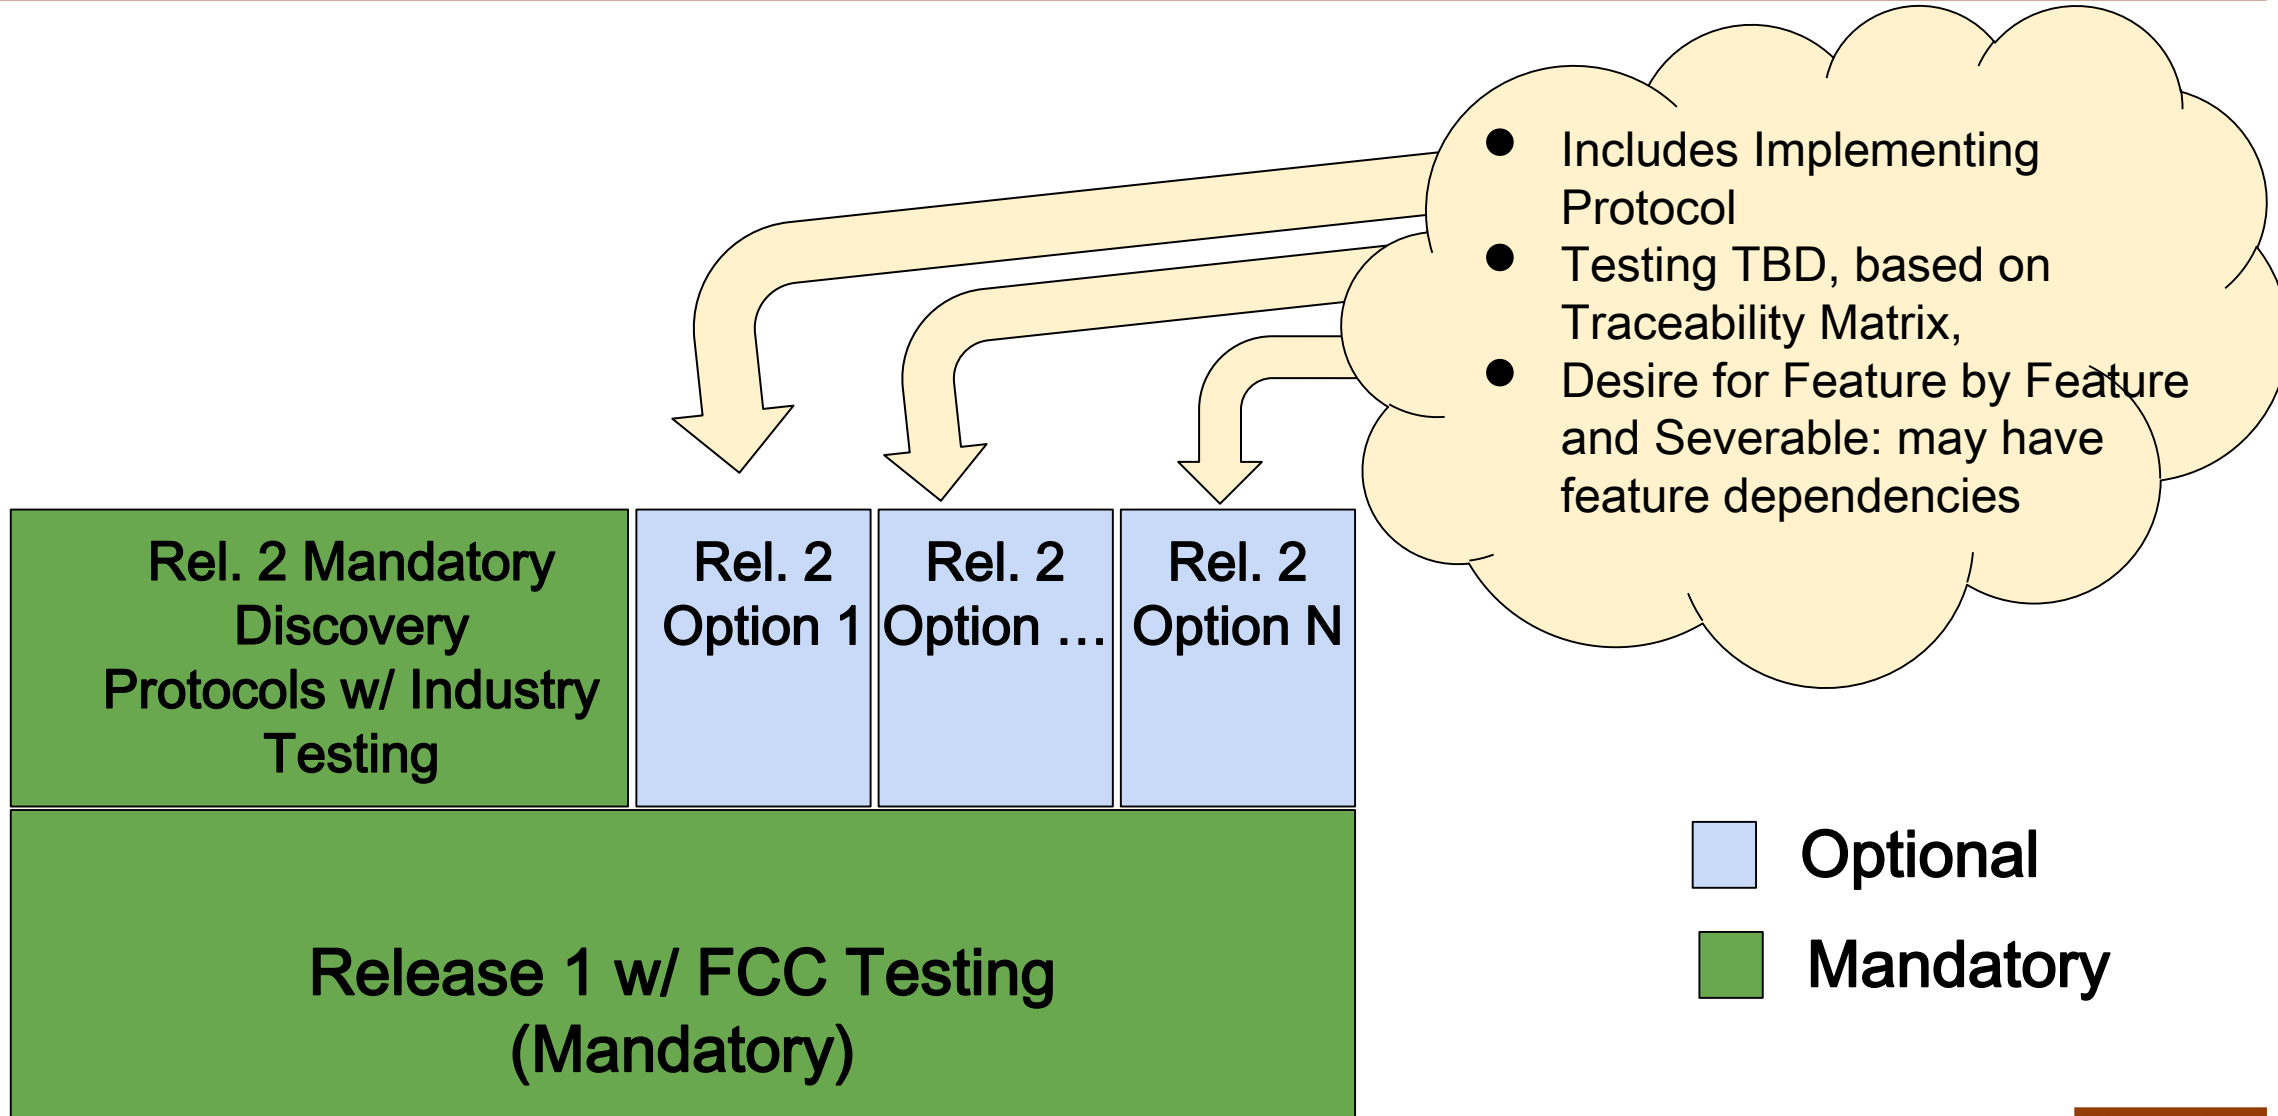 ● Includes Implementing
Protocol
● Testing TBD, based on
Traceability Matrix,
● Desire for Feature by Feature
and Severable: may have
feature dependencies
Rel. 2 Mandatory
Discovery
Protocols w/ Industry
Testing
Rel. 2
Option 1
Rel. 2
Option ...
Rel. 2
Option N
Release 1 w/ FCC Testing
(Mandatory)
Optional
Mandatory